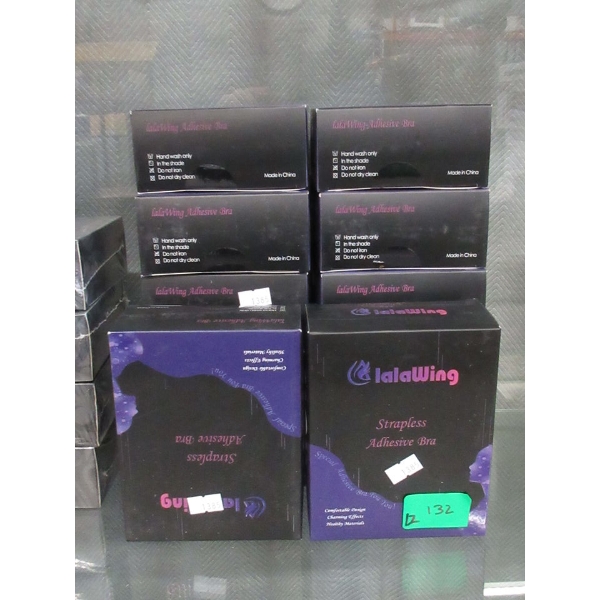 lalaWing Adhesive Bra
Hand wash only
In the shade
Do not iron
Do not dry clean
Made in China
lalaWing Adhesive Bra
Hand wash only
In the shade
Do not iron
Do not dry clean
Made in China
lalaWing Adhesive Bra
Hand wash only
In the shade
Do not iron
Do not dry clean
Made in China
lalaWing Adhesive Bra
Hand wash only
In the shade
Do not iron
Do not dry clean
Made in China
lalaWing Adhesive Bra
lalaWing Adhesive Bra
lalaWing
Strapless
Adhesive Bra
Comfortable Design
Charming Effects
Healthy Materials
lalaWing
Strapless
Adhesive Bra
Comfortable Design
Charming Effects
Healthy Materials
132